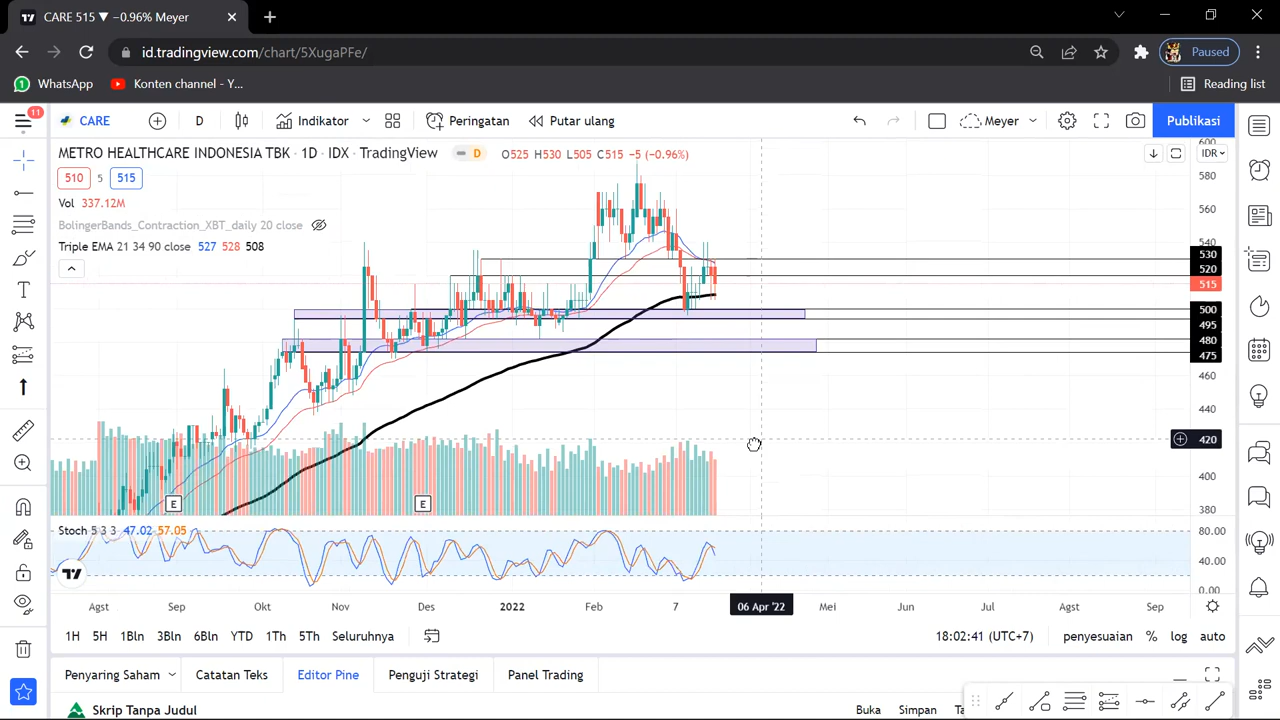 CARE 515 ▼ −0.96% Meyer
id.tradingview.com/chart/5XugaPFe/
Paused
WhatsApp
Konten channel - Y...
Reading list
11
CARE
D
Indikator
Peringatan
Putar ulang
Meyer
Publikasi
METRO HEALTHCARE INDONESIA TBK · 1D · IDX · TradingView
D
O525 H530 L505 C515 −5 (−0.96%)
IDR
510
5
515
Vol 337.12M
BolingerBands_Contraction_XBT_daily 20 close
Triple EMA 21 34 90 close 527 528 508
600
580
560
540
530
520
515
500
495
480
475
460
440
420
400
380
E
E
Stoch 5 3 3 47.02 57.05
80.00
40.00
0.00
Agst
Sep
Okt
Nov
Des
2022
Feb
7
06 Apr '22
Mei
Jun
Jul
Agst
Sep
1H
5H
1Bln
3Bln
6Bln
YTD
1Th
5Th
Seluruhnya
18:02:41 (UTC+7)
penyesuaian
%
log
auto
Penyaring Saham
Catatan Teks
Editor Pine
Penguji Strategi
Panel Trading
Skrip Tanpa Judul
Buka
Simpan